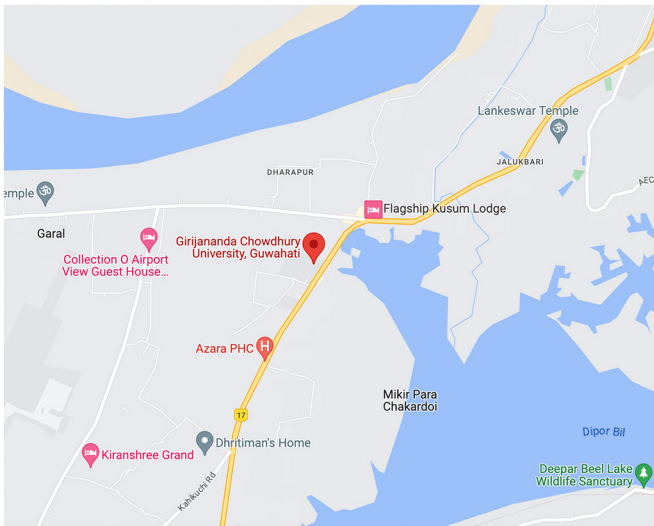 Lankeswar Temple
JALUKBARI
DHARAPUR
emple
Flagship Kusum Lodge
Garal
Girijananda Chowdhury
University, Guwahati
Collection O Airport
View Guest House...
Azara PHC
Mikir Para
Chakardoi
17
Dipor Bil
Dhritiman's Home
Kiranshree Grand
Deepar Beel Lake
Wildlife Sanctuary
Kahikuchi Rd
AEC